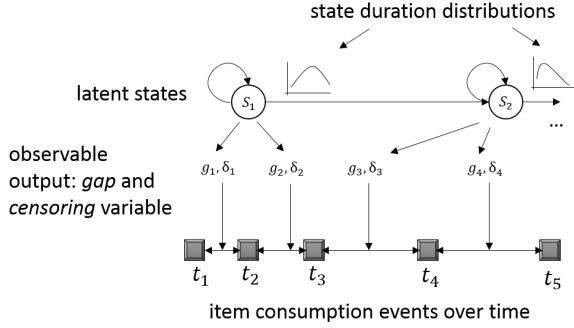 state duration distributions
latent states
S₁
S₂
...
observable
output: gap and
censoring variable
g₁,δ₁
g₂,δ₂
g₃,δ₃
g₄,δ₄
t₁
t₂
t₃
t₄
t₅
item consumption events over time